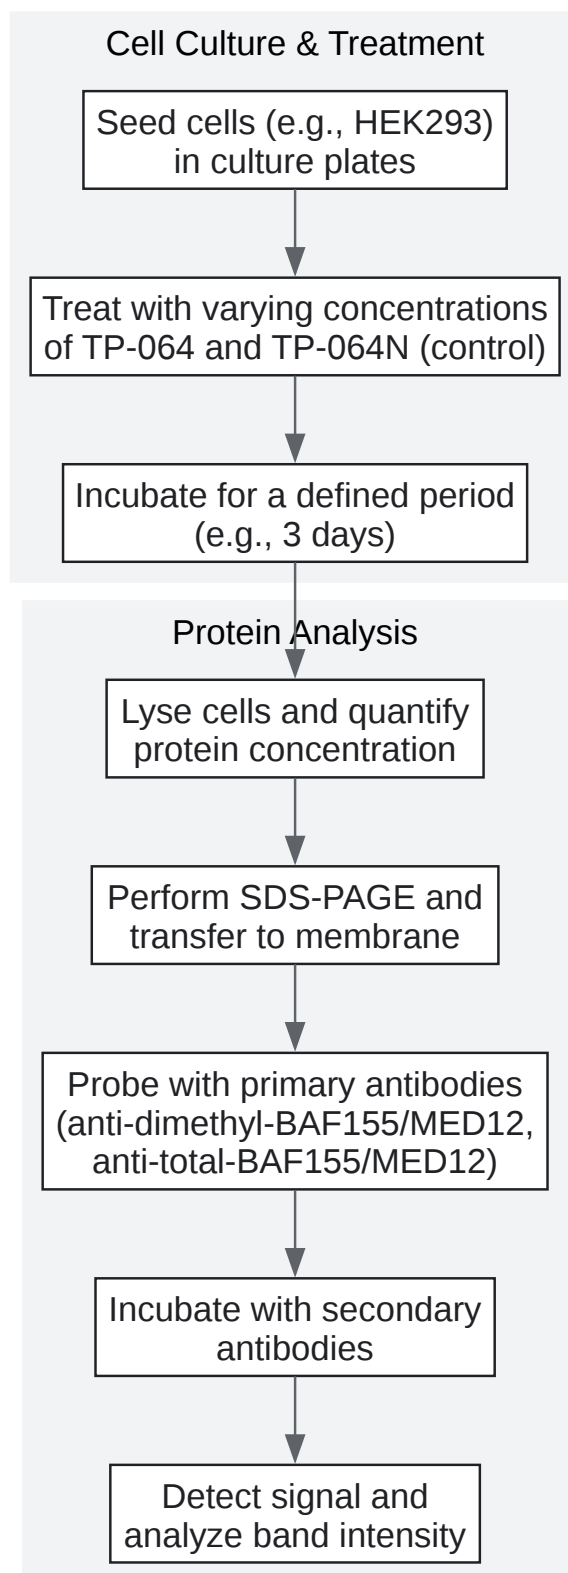 Cell Culture & Treatment
Seed cells (e.g., HEK293)
in culture plates
Treat with varying concentrations
of TP-064 and TP-064N (control)
Incubate for a defined period
(e.g., 3 days)
Protein Analysis
Lyse cells and quantify
protein concentration
Perform SDS-PAGE and
transfer to membrane
Probe with primary antibodies
(anti-dimethyl-BAF155/MED12,
anti-total-BAF155/MED12)
Incubate with secondary
antibodies
Detect signal and
analyze band intensity